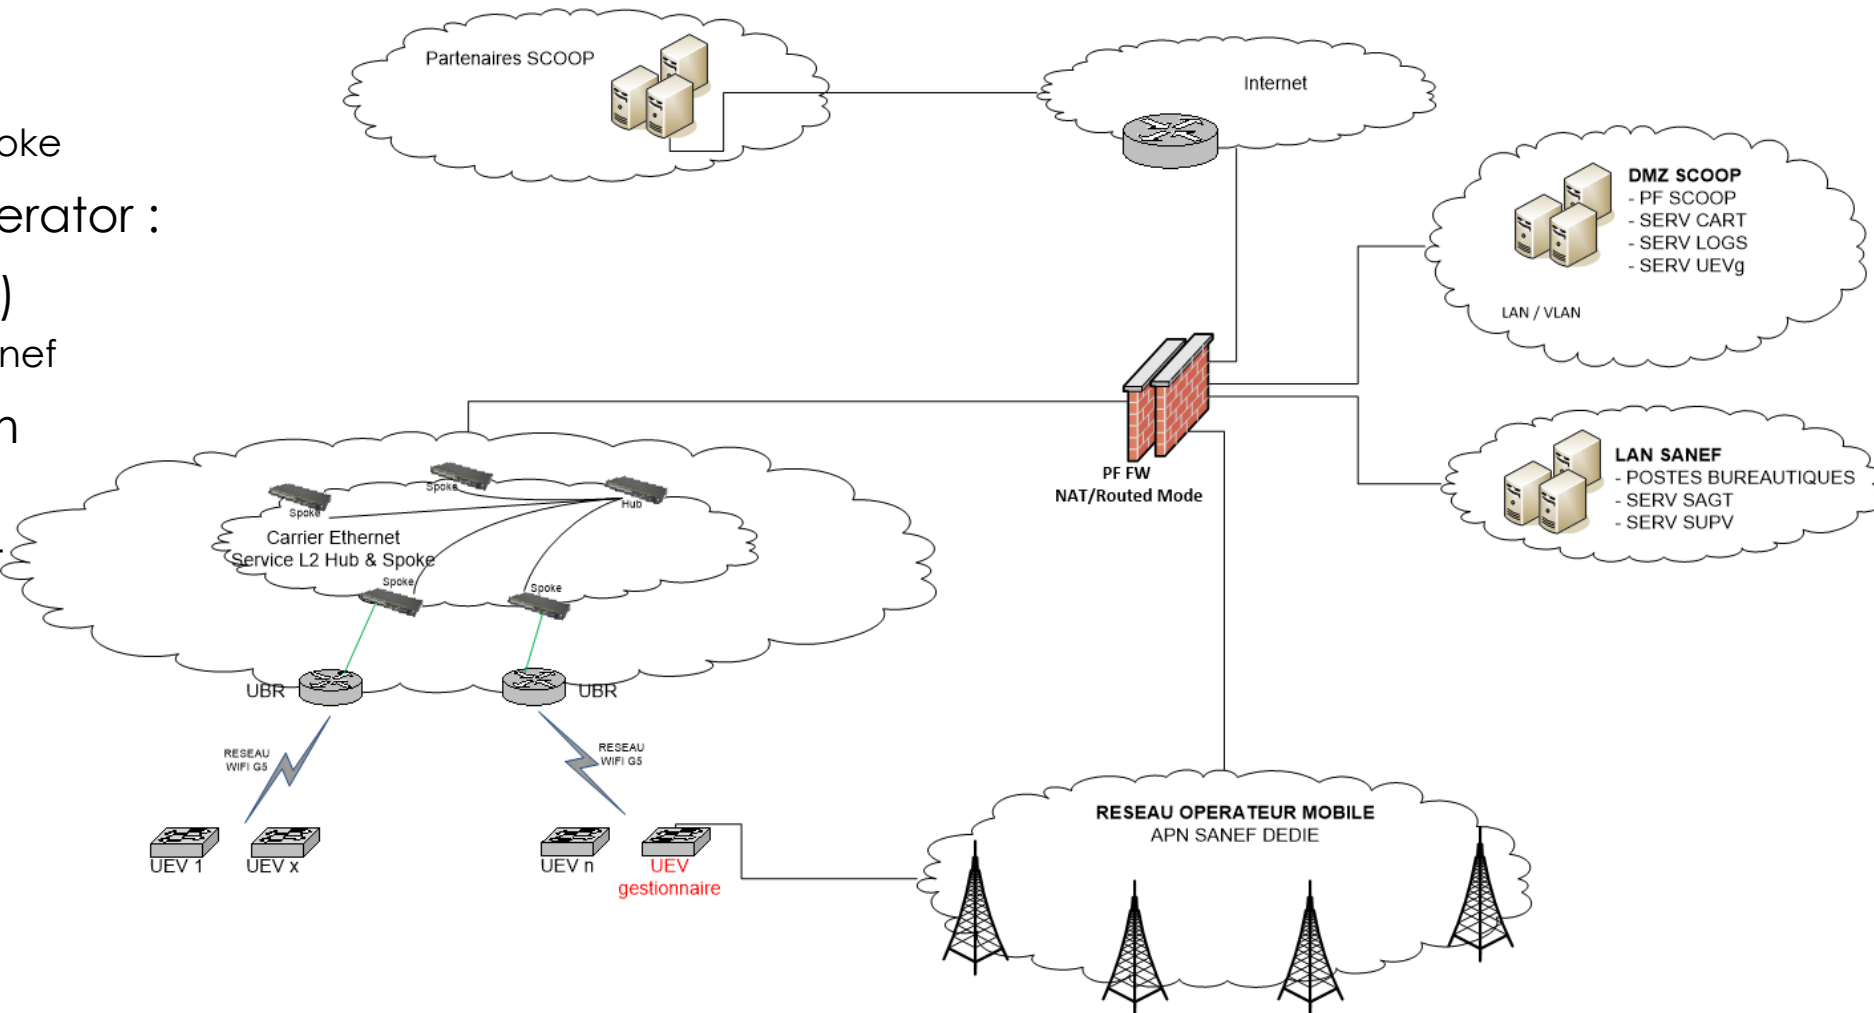 oke
erator :
)
nef
n
Partenaires SCOOP
Internet
DMZ SCOOP
- PF SCOOP
- SERV CART
- SERV LOGS
- SERV UEVg
LAN / VLAN
PF FW
NAT/Routed Mode
LAN SANEF
- POSTES BUREAUTIQUES
- SERV SAGT
- SERV SUPV
Spoke
Spoke
Hub
Carrier Ethernet
Service L2 Hub & Spoke
Spoke
Spoke
UBR
UBR
RESEAU
WIFI G5
RESEAU
WIFI G5
UEV 1
UEV x
UEV n
UEV
gestionnaire
RESEAU OPERATEUR MOBILE
APN SANEF DEDIE